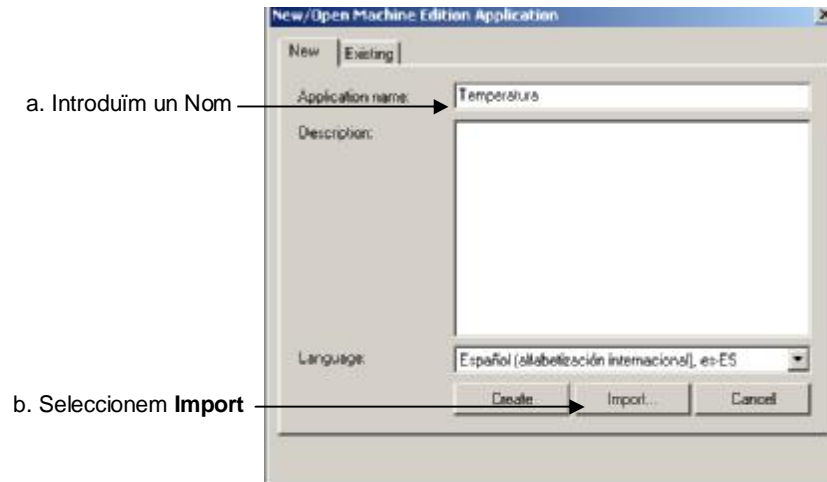 New/Open Machine Edition Application
New Existing
a. Introduïm un Nom
Application name: Temperatura
Description:
Language: Español (alfabetización internacional), es-ES
b. Seleccionem Import
Create Import... Cancel